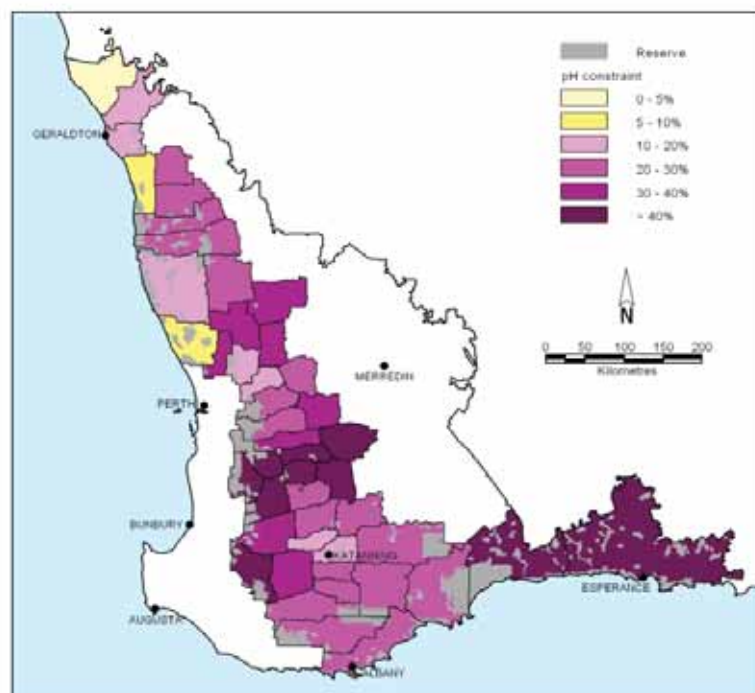 Reserve
pH constraint
0 - 5%
5 - 10%
10 - 20%
20 - 30%
30 - 40%
> 40%
GERALDTON
N
0 50 100 150 200
Kilometres
MERREDIN
PERTH
BUNBURY
KATANNING
ESPERANCE
AUGUSTA
ALBANY